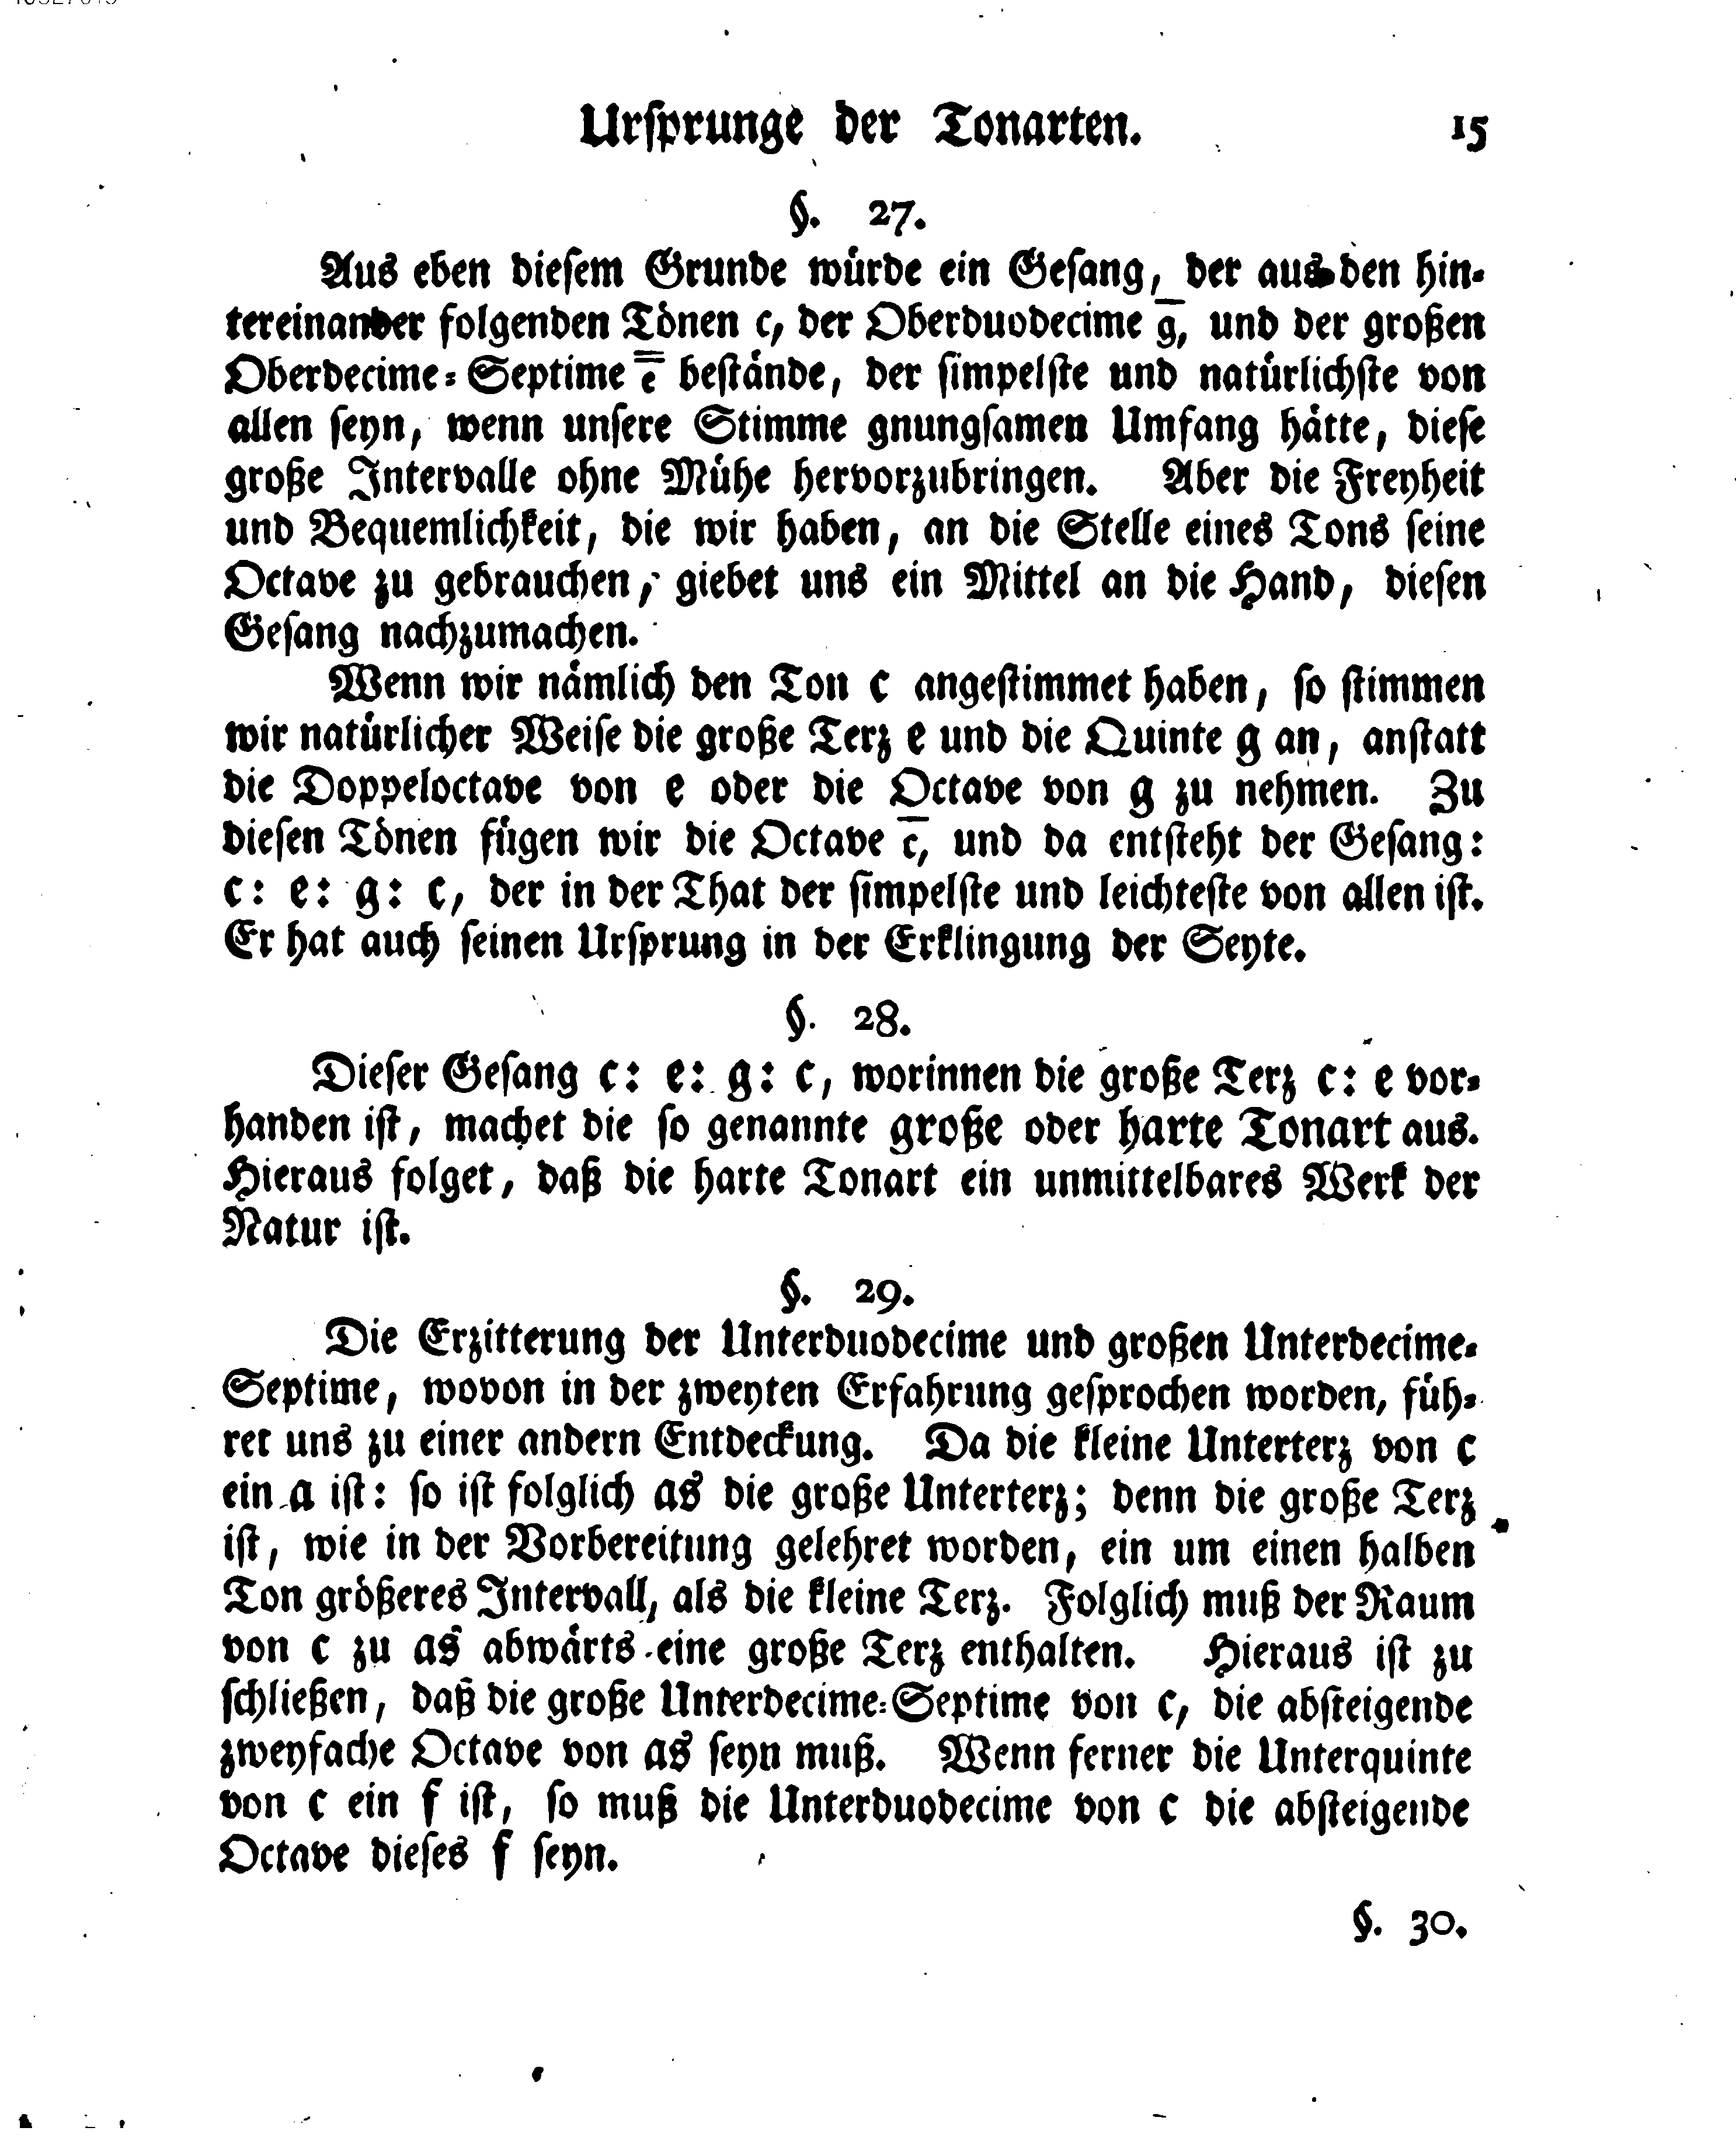 Ursprunge der Tonarten. 15
§. 27.
Aus eben diesem Grunde würde ein Gesang, der aus den hin-
tereinander folgenden Tönen c, der Oberduodecime g̅, und der großen
Oberdecime-Septime e̿ bestände, der simpelste und natürlichste von
allen seyn, wenn unsere Stimme gnungsamen Umfang hätte, diese
große Intervalle ohne Mühe hervorzubringen. Aber die Freyheit
und Bequemlichkeit, die wir haben, an die Stelle eines Tons seine
Octave zu gebrauchen, giebet uns ein Mittel an die Hand, diesen
Gesang nachzumachen.
Wenn wir nämlich den Ton c angestimmet haben, so stimmen
wir natürlicher Weise die große Terz e und die Quinte g an, anstatt
die Doppeloctave von e oder die Octave von g zu nehmen. Zu
diesen Tönen fügen wir die Octave c̅, und da entsteht der Gesang:
c: e: g: c, der in der That der simpelste und leichteste von allen ist.
Er hat auch seinen Ursprung in der Erklingung der Seyte.
§. 28.
Dieser Gesang c: e: g: c, worinnen die große Terz c: e vor-
handen ist, machet die so genannte große oder harte Tonart aus.
Hieraus folget, daß die harte Tonart ein unmittelbares Werk der
Natur ist.
§. 29.
Die Erzitterung der Unterduodecime und großen Unterdecime-
Septime, wovon in der zweyten Erfahrung gesprochen worden, füh-
ret uns zu einer andern Entdeckung. Da die kleine Unterterz von c
ein a ist: so ist folglich as die große Unterterz; denn die große Terz
ist, wie in der Vorbereitung gelehret worden, ein um einen halben
Ton größeres Intervall, als die kleine Terz. Folglich muß der Raum
von c zu as abwärts eine große Terz enthalten. Hieraus ist zu
schließen, daß die große Unterdecime-Septime von c, die absteigende
zweyfache Octave von as seyn muß. Wenn ferner die Unterquinte
von c ein f ist, so muß die Unterduodecime von c die absteigende
Octave dieses f seyn.
§. 30.